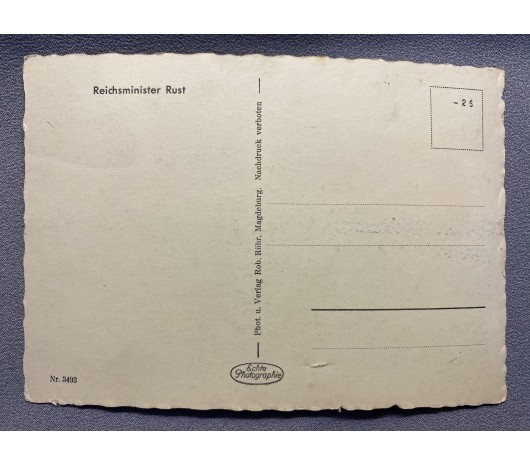 Reichsminister Rust
- 25
Phot. u. Verlag Rob. Röhr, Magdeburg. Nachdruck verboten
Echte
Photographie
Nr. 3493